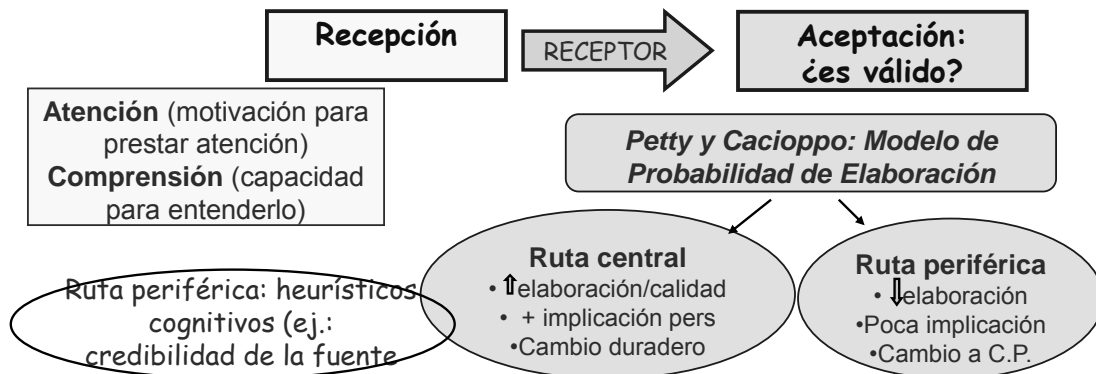 Recepción
RECEPTOR
Aceptación:
¿es válido?
Atención (motivación para
prestar atención)
Comprensión (capacidad
para entenderlo)
Petty y Cacioppo: Modelo de
Probabilidad de Elaboración
Ruta central
• ⇑elaboración/calidad
• + implicación pers
•Cambio duradero
Ruta periférica
• ⇓elaboración
•Poca implicación
•Cambio a C.P.
Ruta periférica: heurísticos
cognitivos (ej.:
credibilidad de la fuente